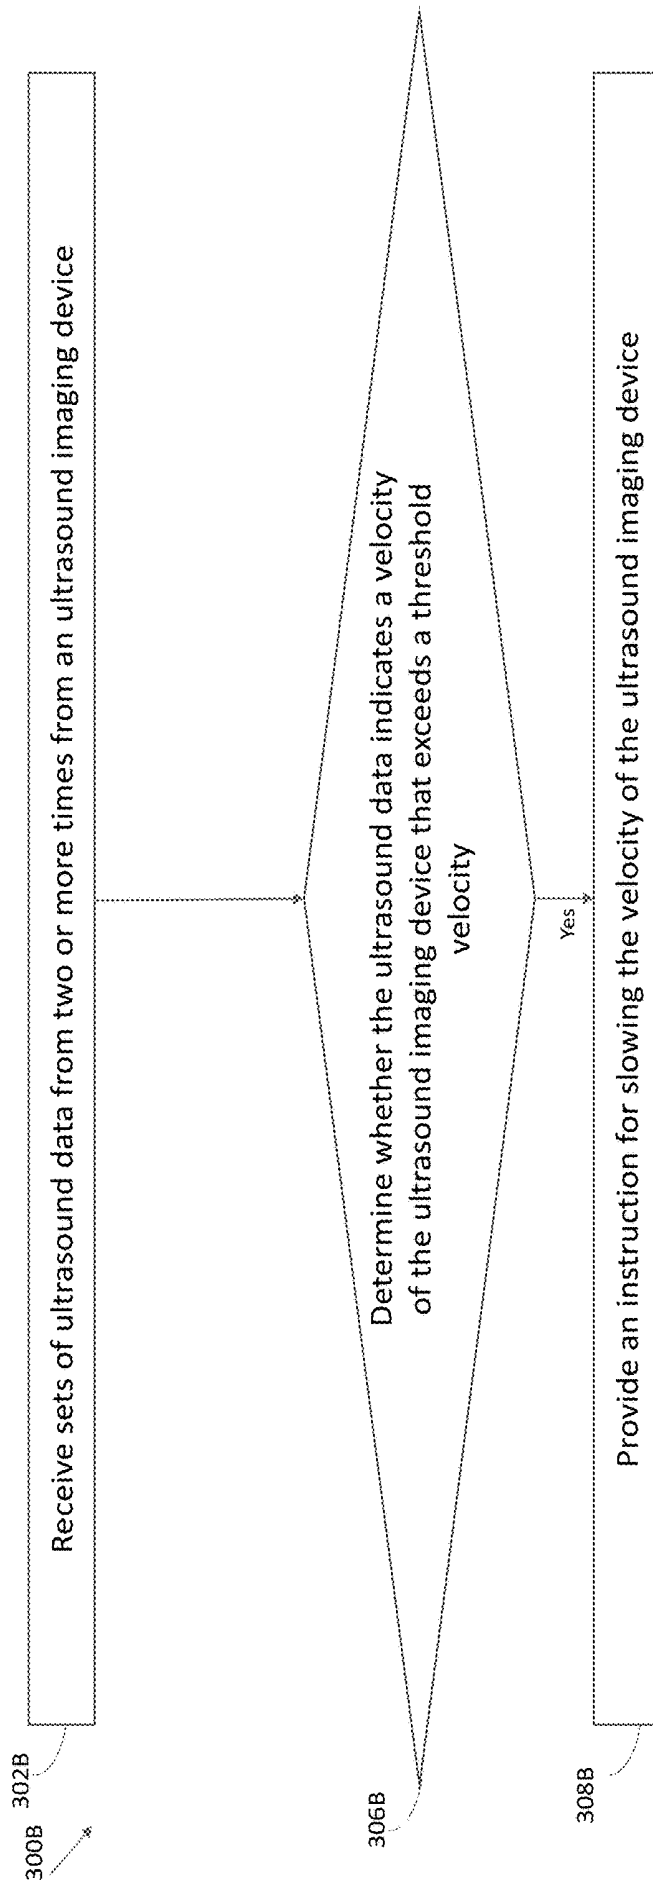 300B
302B
Receive sets of ultrasound data from two or more times from an ultrasound imaging device
306B
Determine whether the ultrasound data indicates a velocity
of the ultrasound imaging device that exceeds a threshold
velocity
Yes
308B
Provide an instruction for slowing the velocity of the ultrasound imaging device